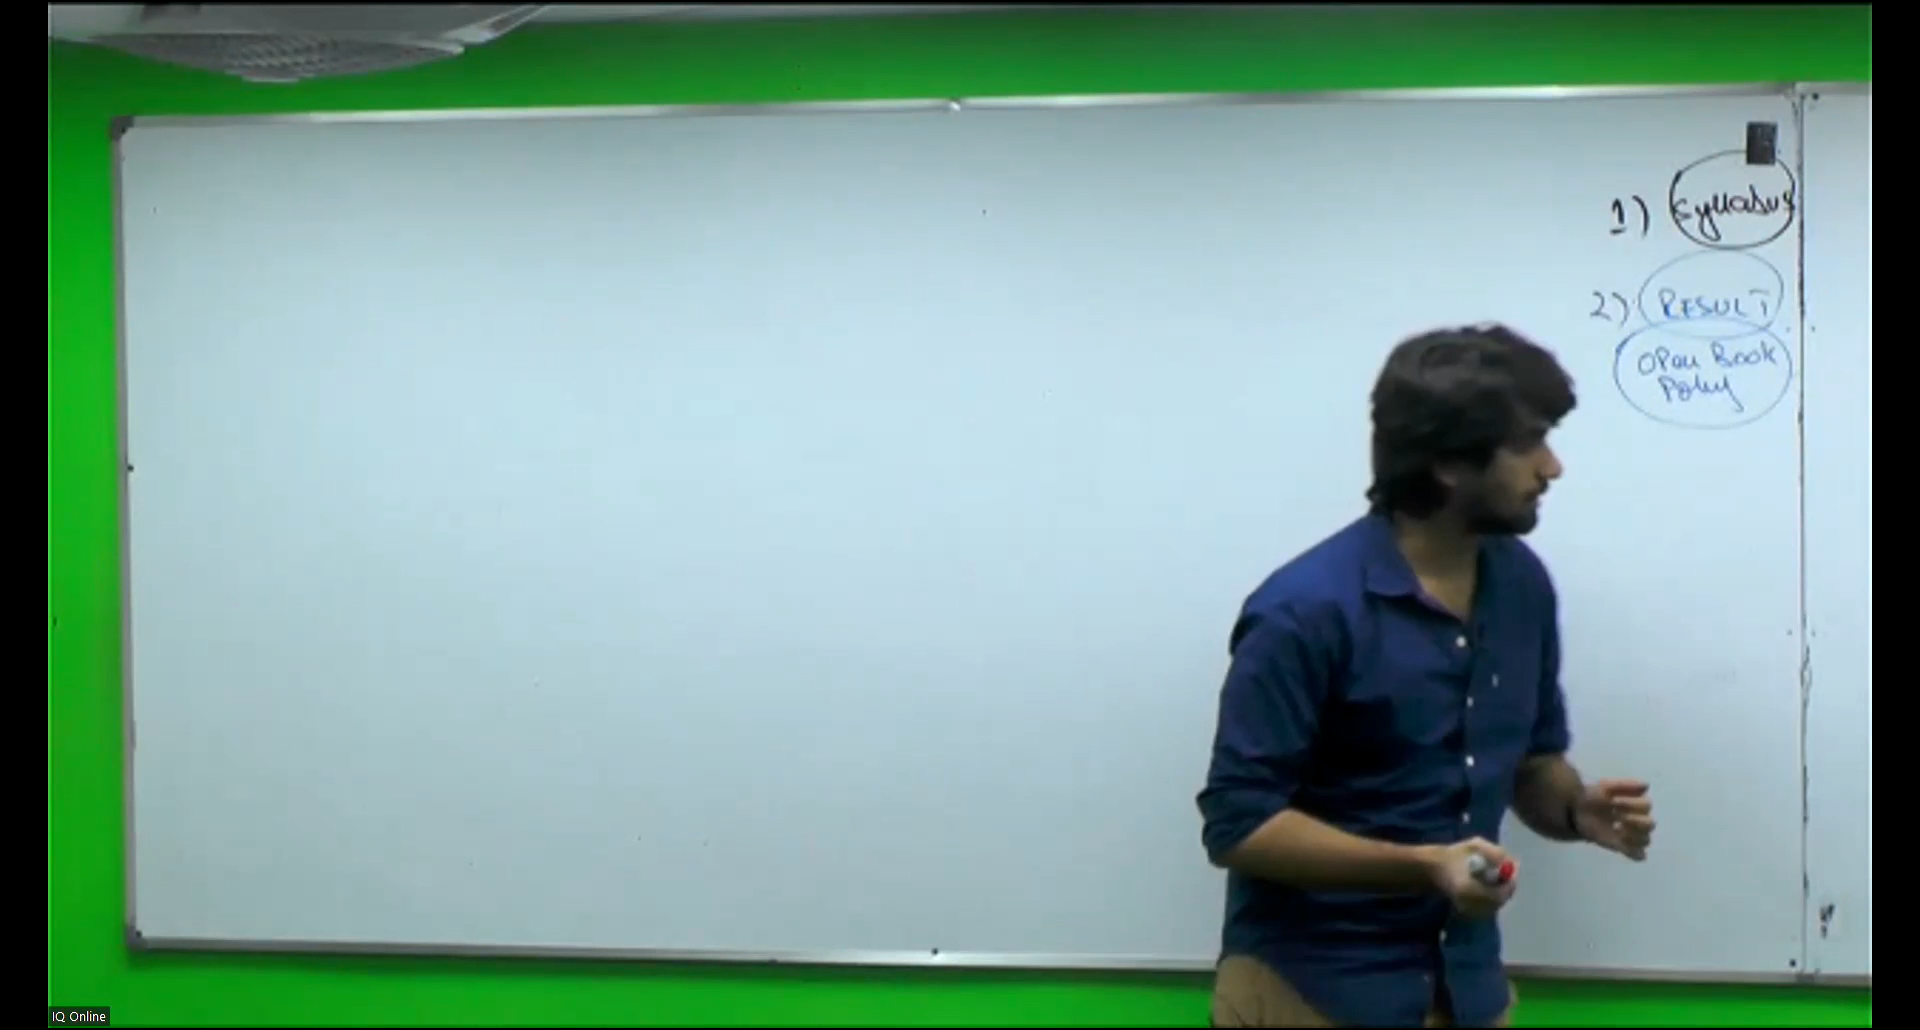 1) Syllabus
2) RESULT
OPen Book
Policy
IQ Online